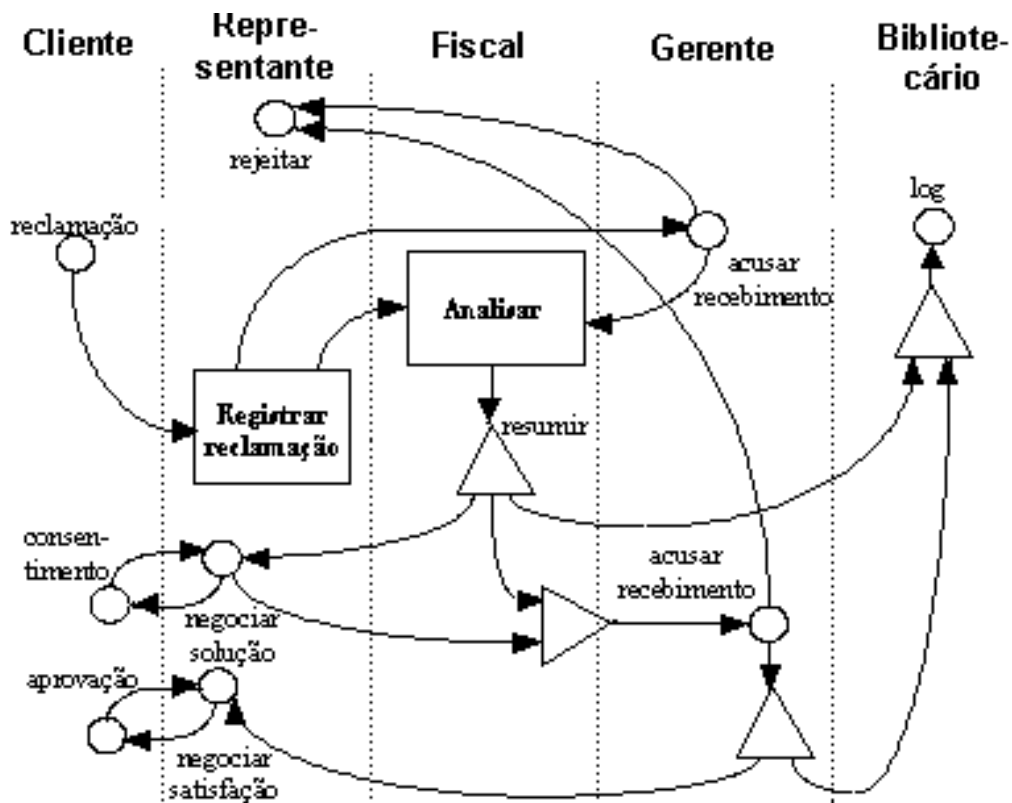 Cliente
Repre-
sentante
Fiscal
Gerente
Bibliote-
cário
rejeitar
log
reclamação
acusar
recebimento
Analisar
Registrar
reclamação
resumir
consen-
timento
acusar
recebimento
negociar
solução
aprovação
negociar
satisfação